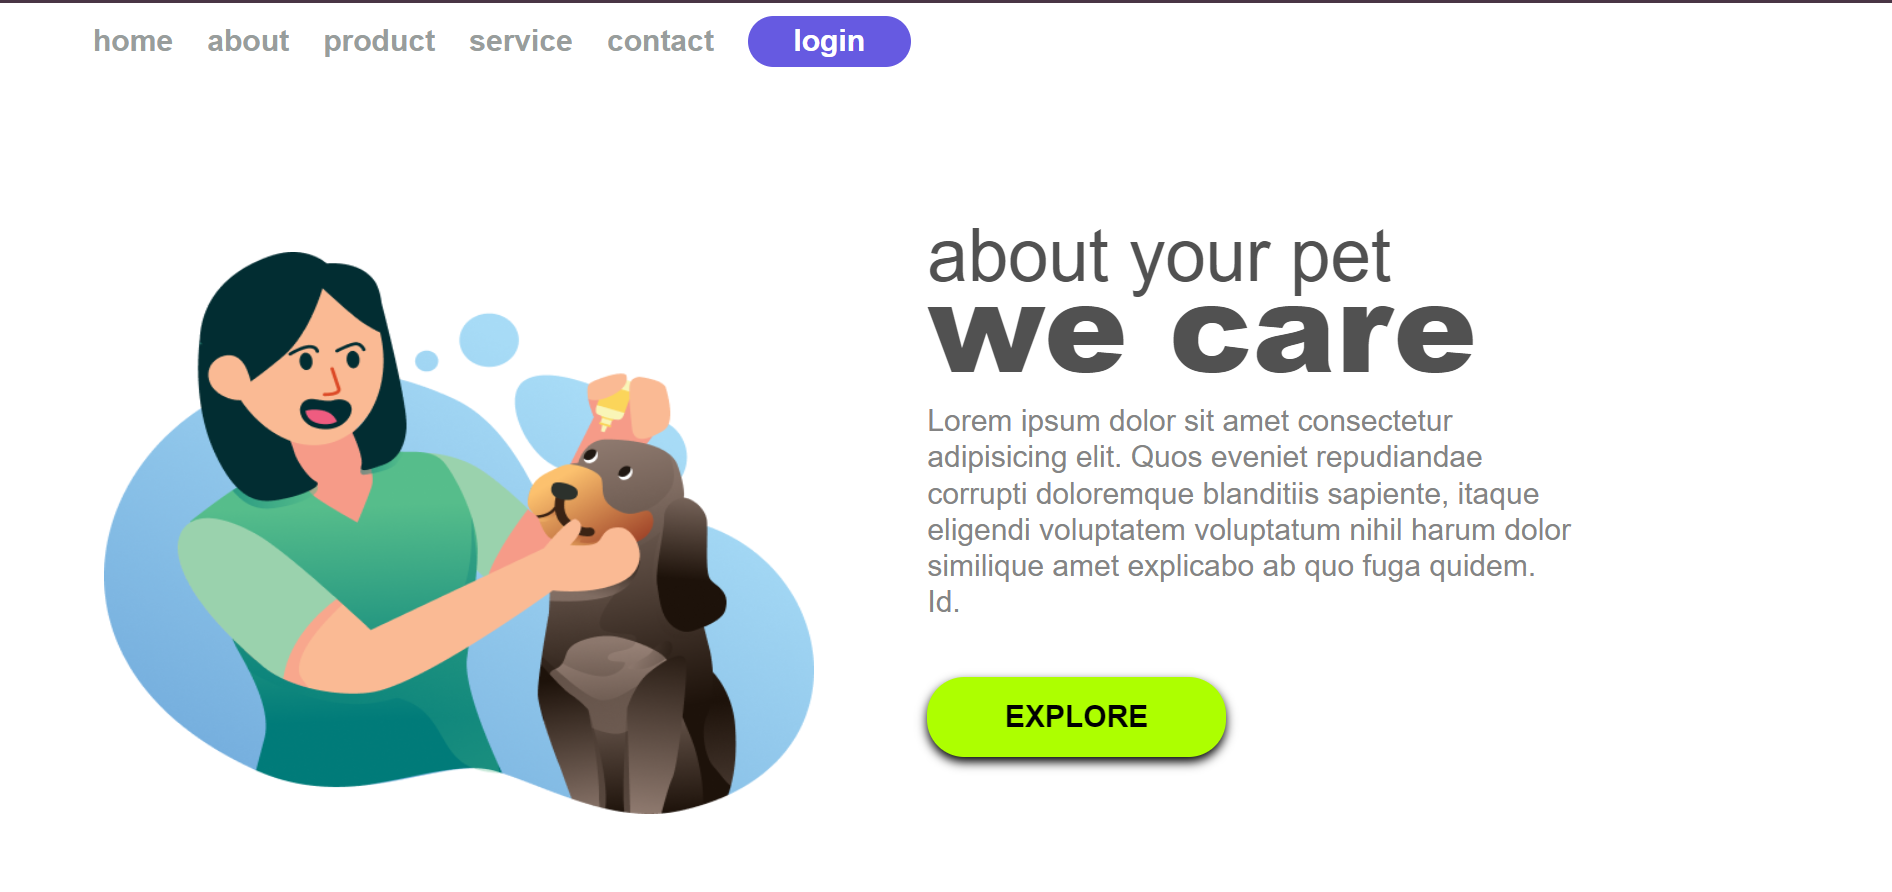 home about product service contact login
about your pet
we care
Lorem ipsum dolor sit amet consectetur
adipisicing elit. Quos eveniet repudiandae
corrupti doloremque blanditiis sapiente, itaque
eligendi voluptatem voluptatum nihil harum dolor
similique amet explicabo ab quo fuga quidem.
Id.
EXPLORE